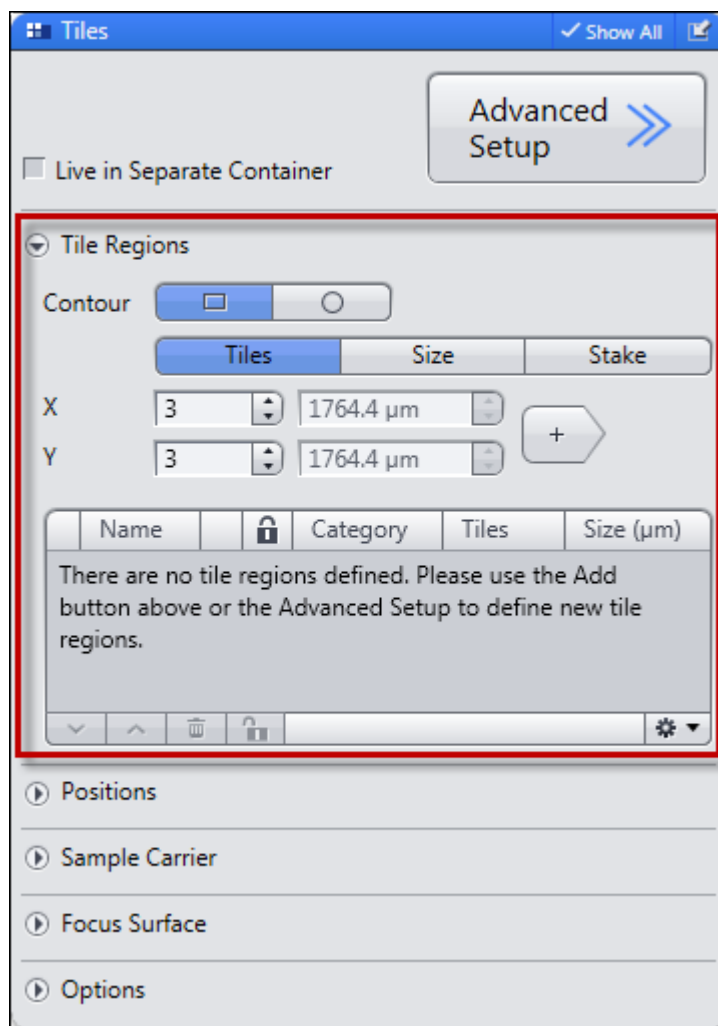 Tiles
Show All
Advanced
Setup
Live in Separate Container
Tile Regions
Contour
Tiles Size Stake
X 3 1764.4 µm
+
Y 3 1764.4 µm
Name Category Tiles Size (µm)
There are no tile regions defined. Please use the Add
button above or the Advanced Setup to define new tile
regions.
Positions
Sample Carrier
Focus Surface
Options